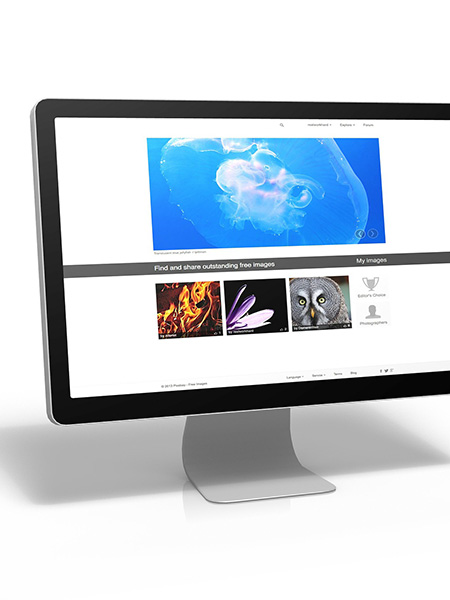 Explore Forum
Find and share outstanding free images
My images
Editor's Choice
Photographers
© 2013 Pixabay - Free Images
Language Service Terms Blog